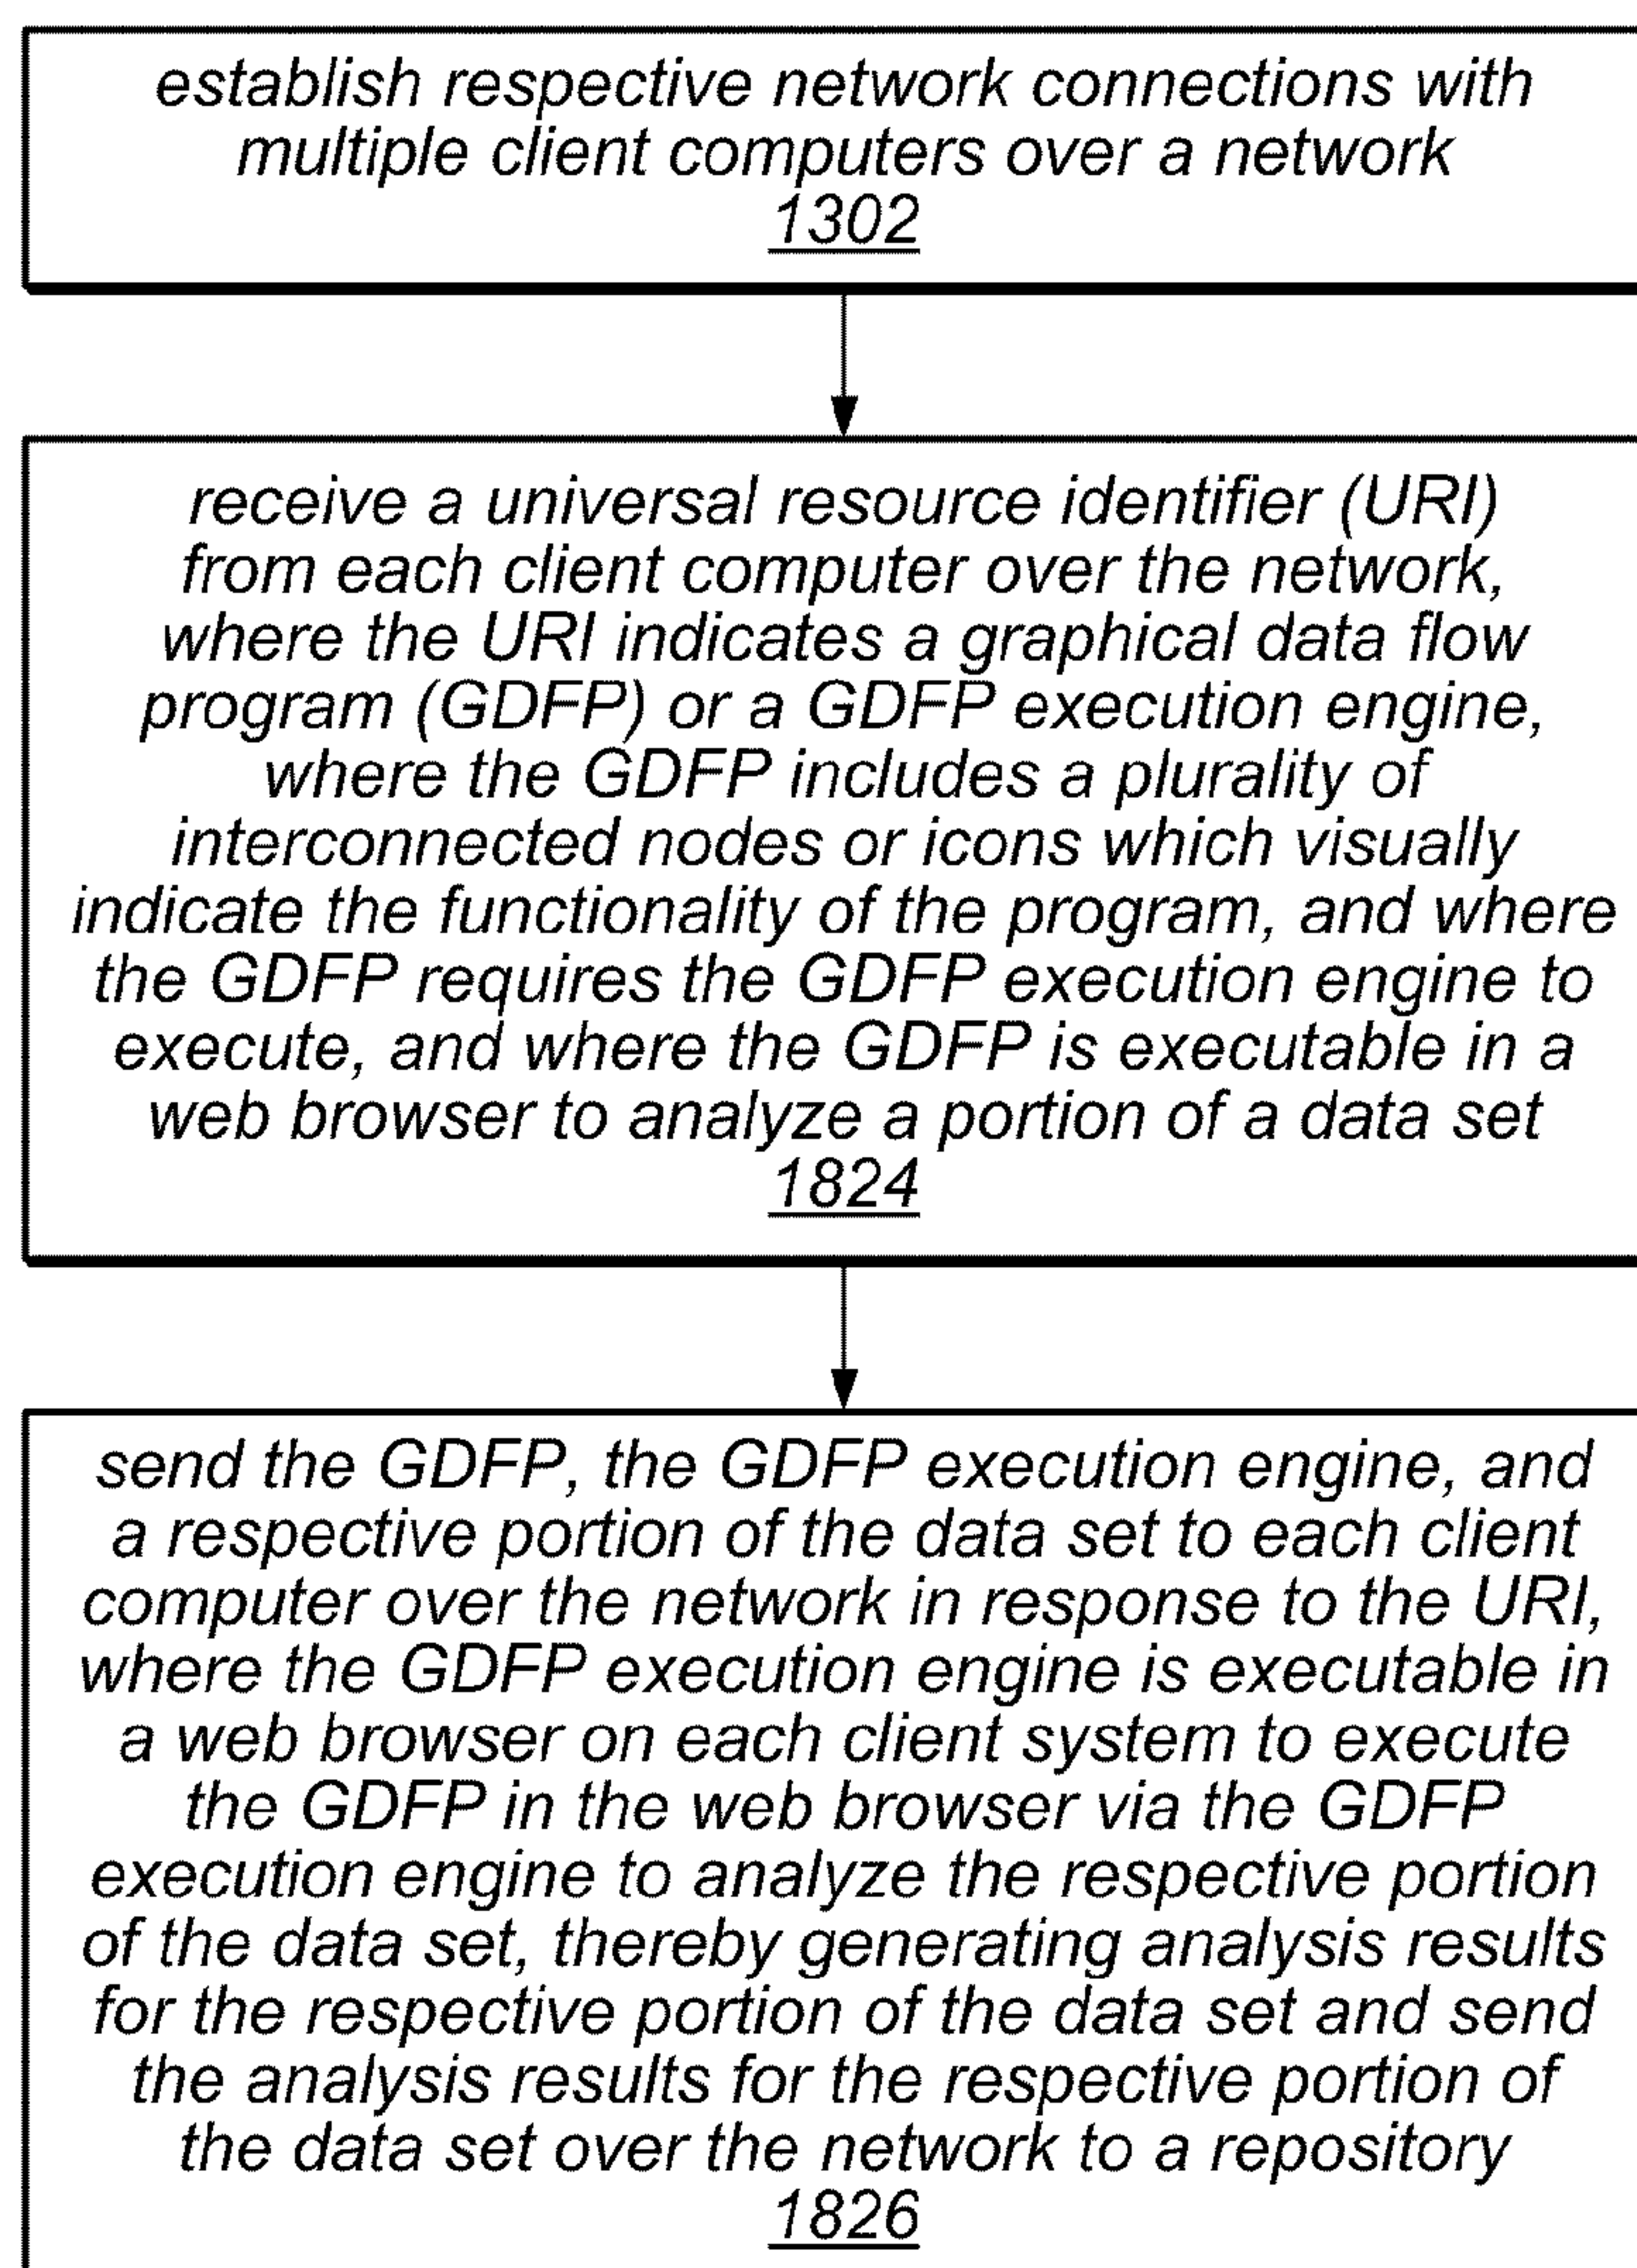 establish respective network connections with
multiple client computers over a network
1302
receive a universal resource identifier (URI)
from each client computer over the network,
where the URI indicates a graphical data flow
program (GDFP) or a GDFP execution engine,
where the GDFP includes a plurality of
interconnected nodes or icons which visually
indicate the functionality of the program, and where
the GDFP requires the GDFP execution engine to
execute, and where the GDFP is executable in a
web browser to analyze a portion of a data set
1824
send the GDFP, the GDFP execution engine, and
a respective portion of the data set to each client
computer over the network in response to the URI,
where the GDFP execution engine is executable in
a web browser on each client system to execute
the GDFP in the web browser via the GDFP
execution engine to analyze the respective portion
of the data set, thereby generating analysis results
for the respective portion of the data set and send
the analysis results for the respective portion of
the data set over the network to a repository
1826